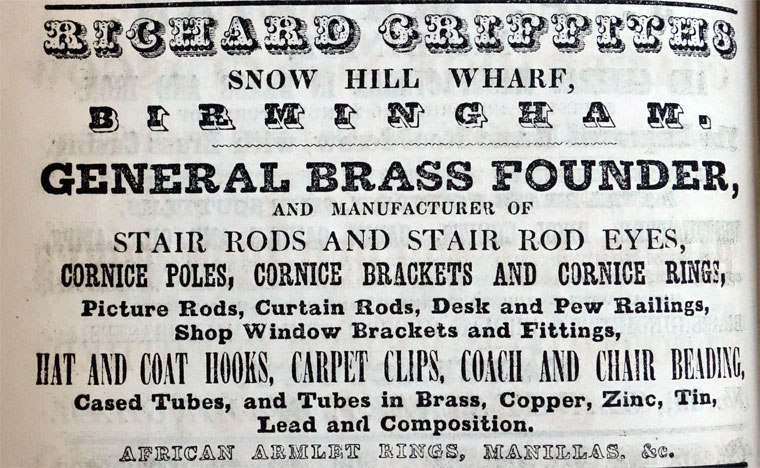 RICHARD GRIFFITHS
SNOW HILL WHARF,
BIRMINGHAM.
GENERAL BRASS FOUNDER,
AND MANUFACTURER OF
STAIR RODS AND STAIR ROD EYES,
CORNICE POLES, CORNICE BRACKETS AND CORNICE RINGS,
Picture Rods, Curtain Rods, Desk and Pew Railings,
Shop Window Brackets and Fittings,
HAT AND COAT HOOKS, CARPET CLIPS, COACH AND CHAIR BEADING,
Cased Tubes, and Tubes in Brass, Copper, Zinc, Tin,
Lead and Composition.
AFRICAN ARMLET RINGS, MANILLAS, &c.